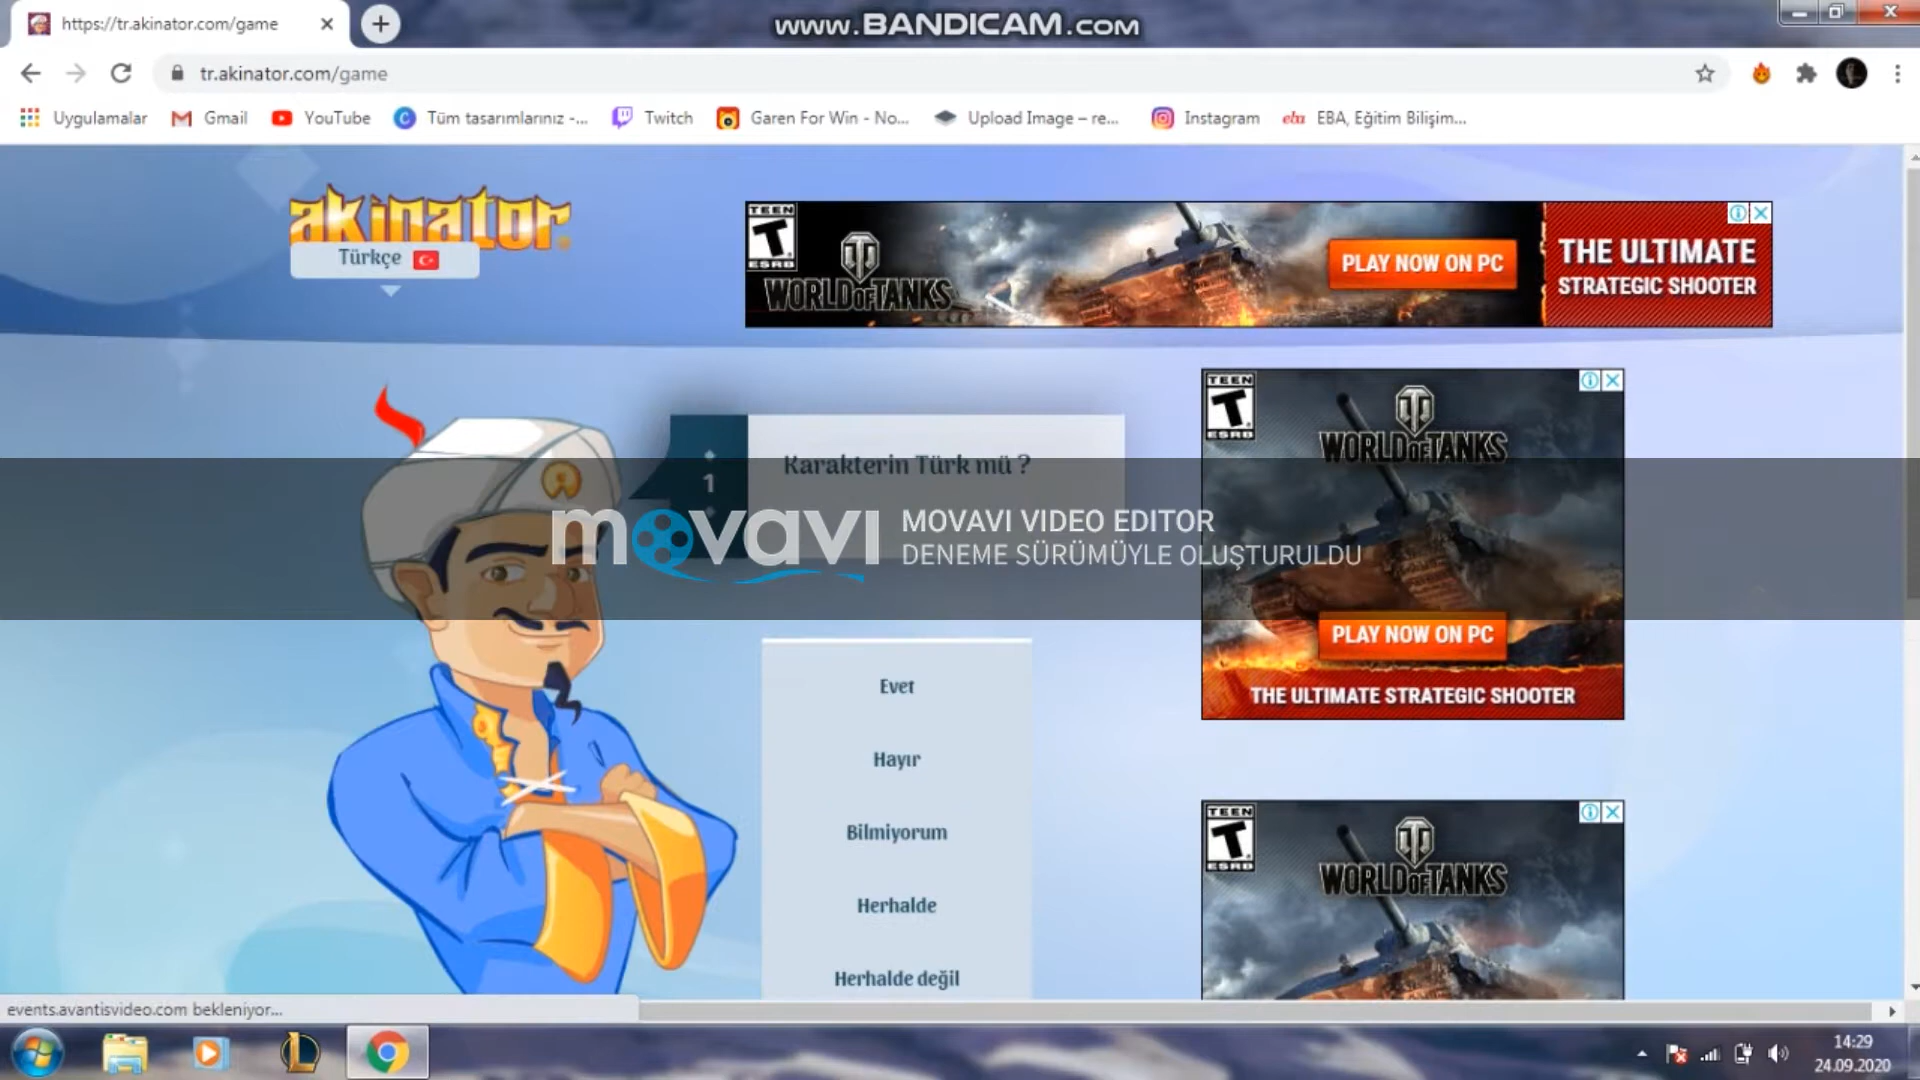 https://tr.akinator.com/game
www.BANDICAM.com
tr.akinator.com/game
Uygulamalar
Gmail
YouTube
Tüm tasarımlarınız -...
Twitch
Garen For Win - No...
Upload Image – re...
Instagram
eba EBA, Eğitim Bilişim...
akinator
Türkçe
TEEN
T
ESRB
WORLD OF TANKS
PLAY NOW ON PC
THE ULTIMATE
STRATEGIC SHOOTER
1
Karakterin Türk mü ?
TEEN
T
ESRB
WORLD OF TANKS
movavi
MOVAVI VIDEO EDITOR
DENEME SÜRÜMÜYLE OLUŞTURULDU
PLAY NOW ON PC
THE ULTIMATE STRATEGIC SHOOTER
Evet
Hayır
Bilmiyorum
Herhalde
Herhalde değil
TEEN
T
ESRB
WORLD OF TANKS
events.avantisvideo.com bekleniyor...
14:29
24.09.2020